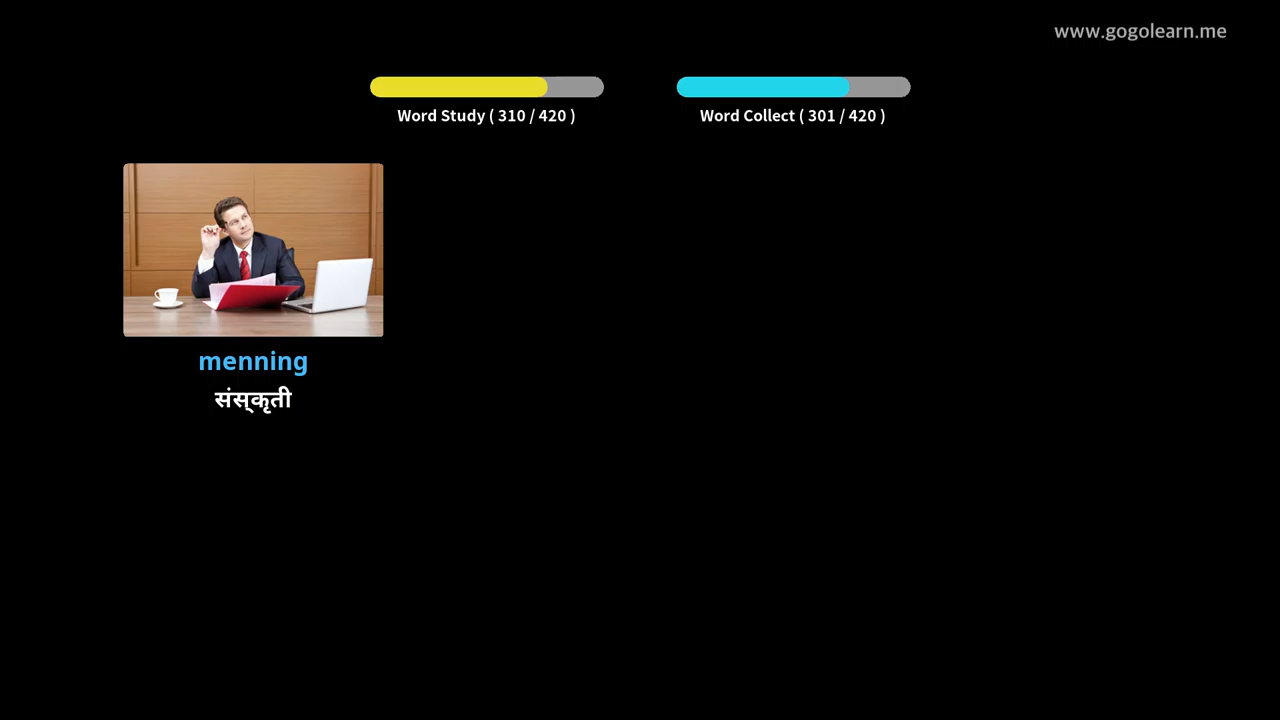 www.gogolearn.me
Word Study ( 310 / 420 )
Word Collect ( 301 / 420 )
menning
संस्कृती